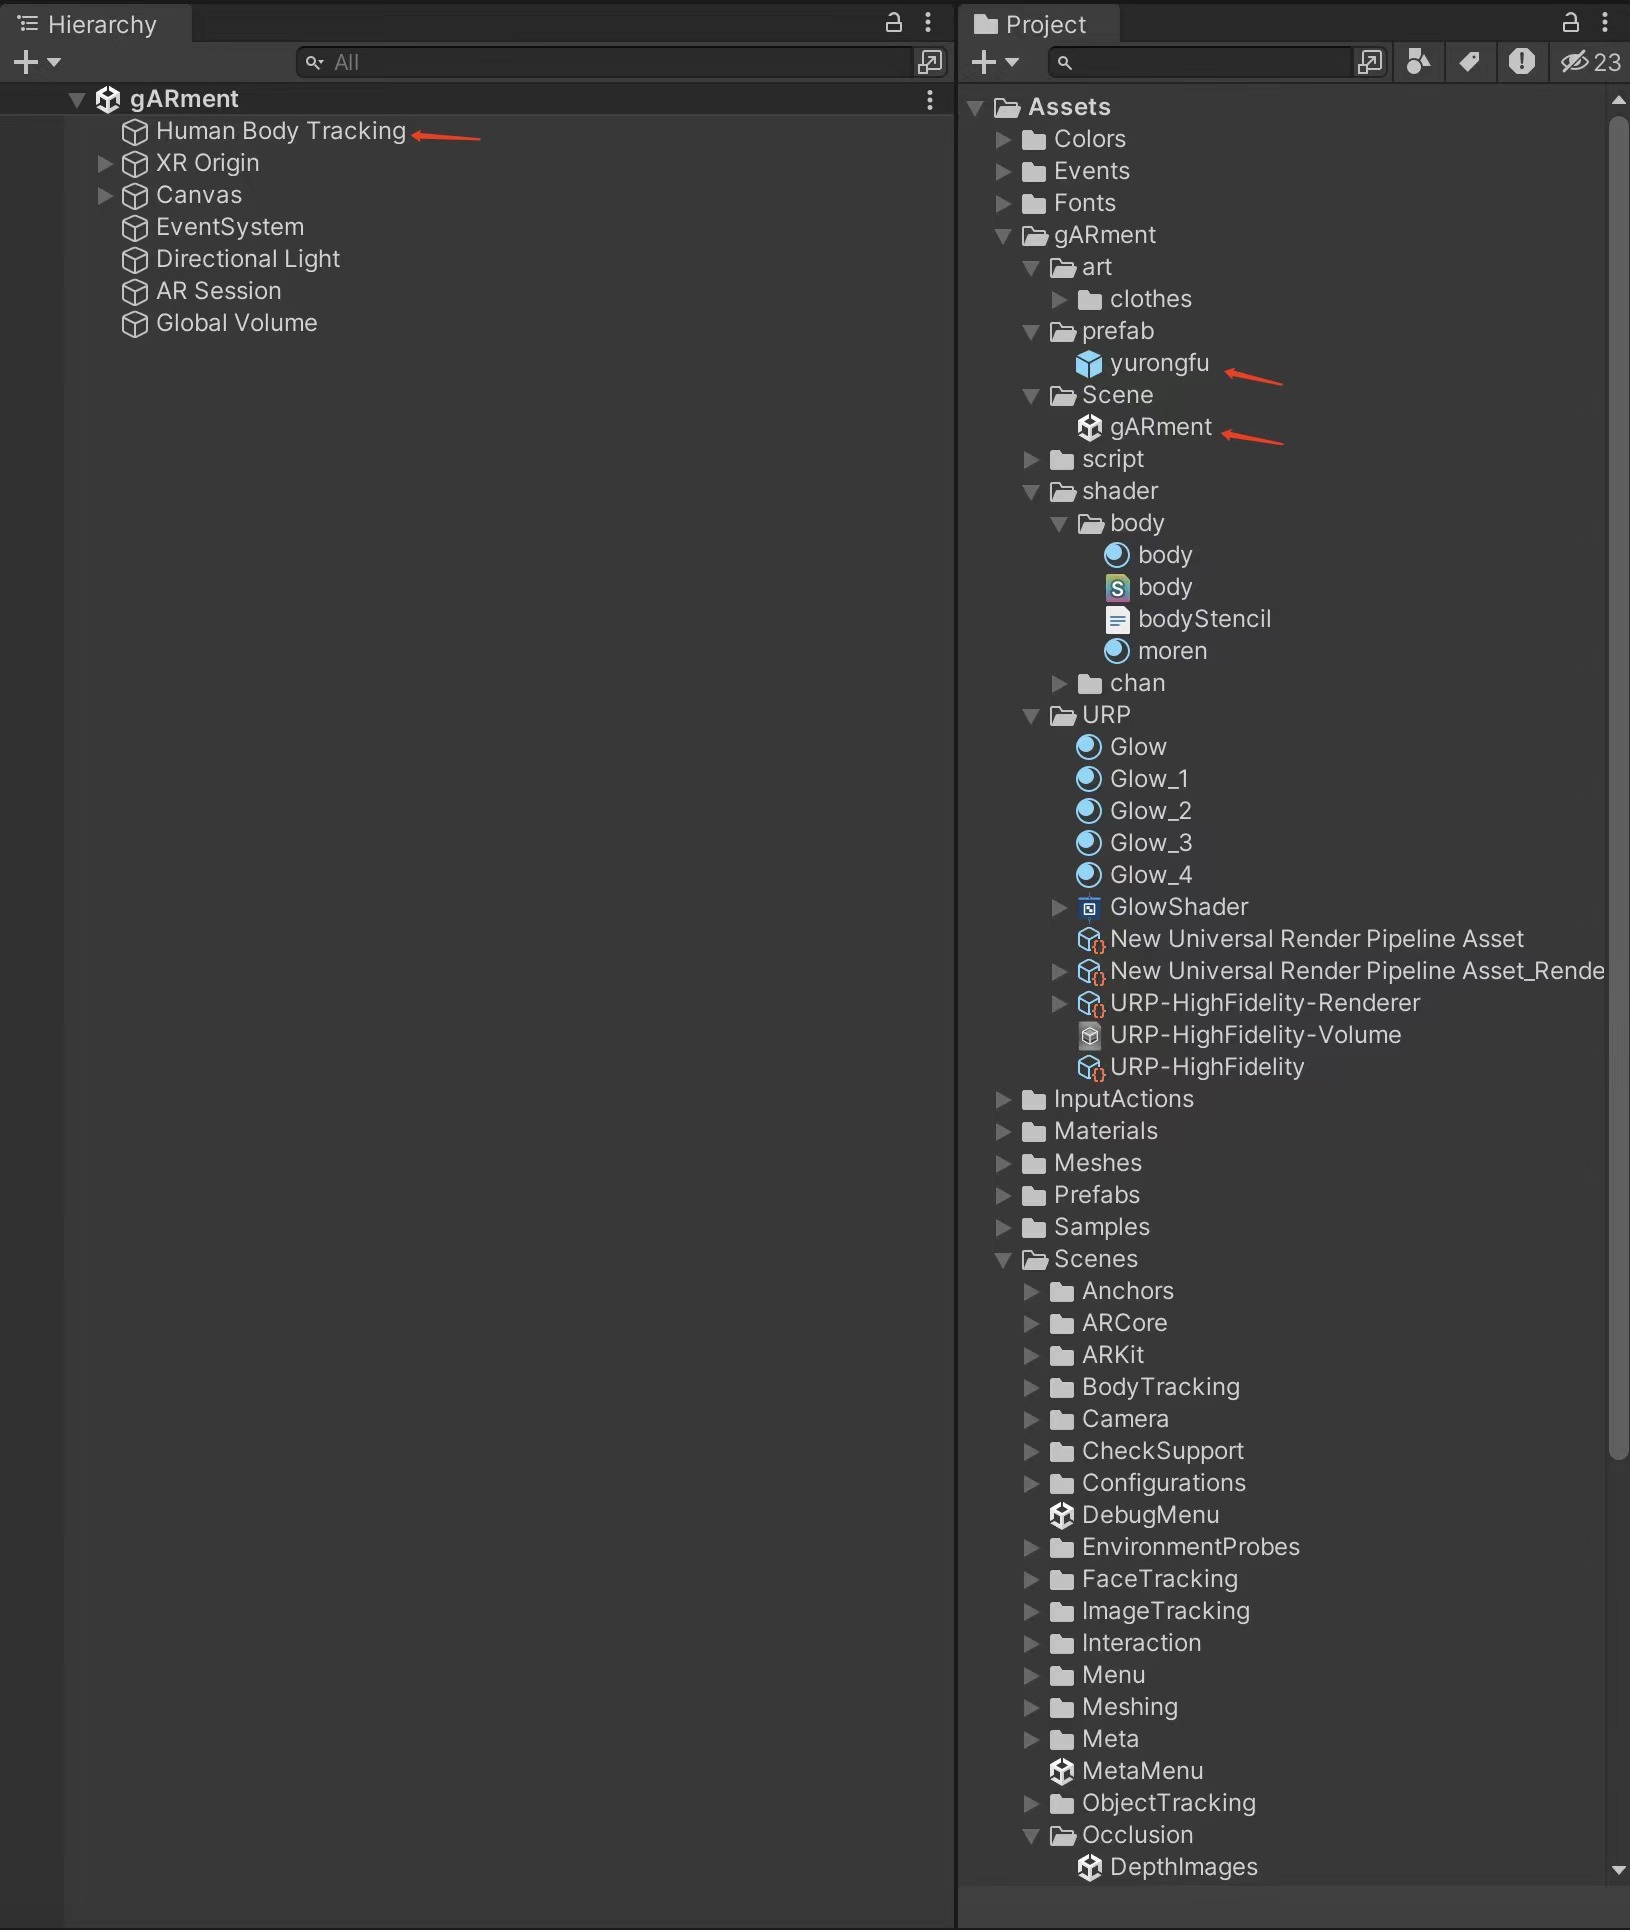 Hierarchy
All
gARment
Human Body Tracking
XR Origin
Canvas
EventSystem
Directional Light
AR Session
Global Volume
Project
23
Assets
Colors
Events
Fonts
gARment
art
clothes
prefab
yurongfu
Scene
gARment
script
shader
body
body
S body
bodyStencil
moren
chan
URP
Glow
Glow_1
Glow_2
Glow_3
Glow_4
GlowShader
New Universal Render Pipeline Asset
New Universal Render Pipeline Asset_Rende
URP-HighFidelity-Renderer
URP-HighFidelity-Volume
URP-HighFidelity
InputActions
Materials
Meshes
Prefabs
Samples
Scenes
Anchors
ARCore
ARKit
BodyTracking
Camera
CheckSupport
Configurations
DebugMenu
EnvironmentProbes
FaceTracking
ImageTracking
Interaction
Menu
Meshing
Meta
MetaMenu
ObjectTracking
Occlusion
DepthImages